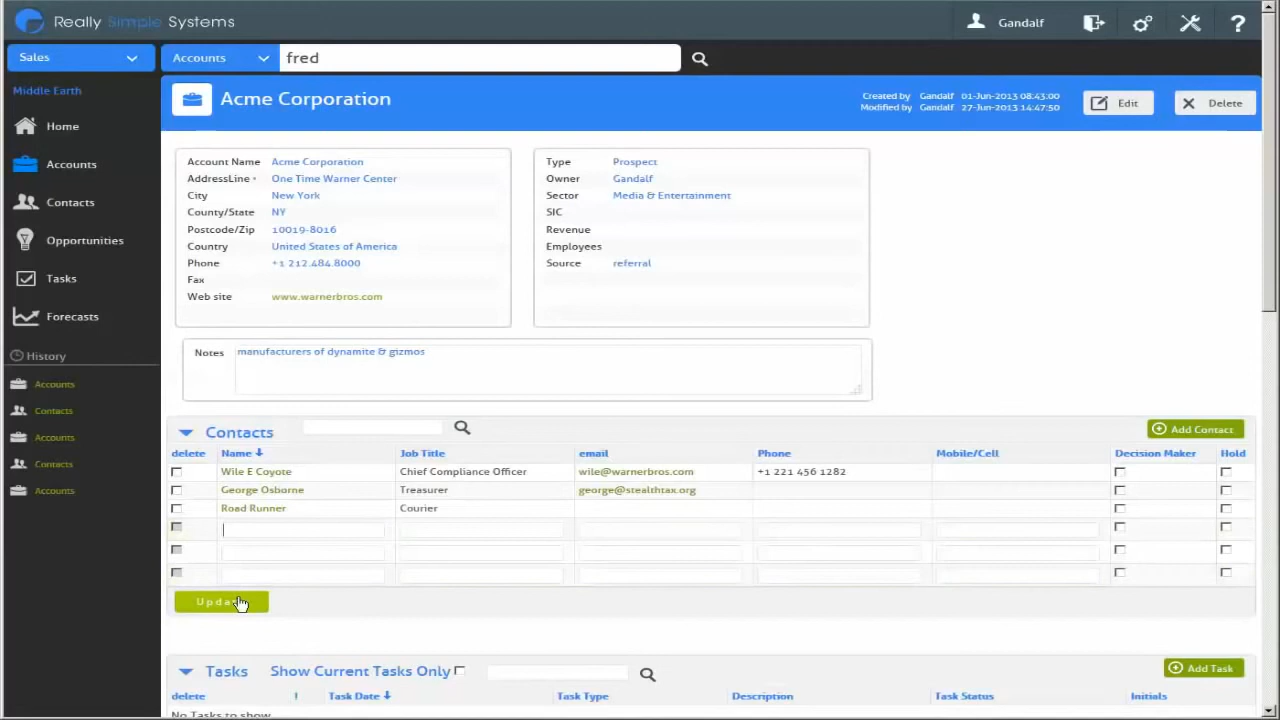 Really Simple Systems
Gandalf
?
Sales
Accounts
fred
Middle Earth
Home
Accounts
Contacts
Opportunities
Tasks
Forecasts
History
Accounts
Contacts
Accounts
Contacts
Accounts
Acme Corporation
Created by Gandalf 01-Jun-2013 08:43:00
Modified by Gandalf 27-Jun-2013 14:47:50
Edit
Delete
Account Name Acme Corporation
AddressLine * One Time Warner Center
City New York
County/State NY
Postcode/Zip 10019-8016
Country United States of America
Phone +1 212.484.8000
Fax
Web site www.warnerbros.com
Type Prospect
Owner Gandalf
Sector Media & Entertainment
SIC
Revenue
Employees
Source referral
Notes manufacturers of dynamite & gizmos
Contacts
Add Contact
delete Name Job Title email Phone Mobile/Cell Decision Maker Hold
Wile E Coyote Chief Compliance Officer wile@warnerbros.com +1 221 456 1282
George Osborne Treasurer george@stealthtax.org
Road Runner Courier
Tasks Show Current Tasks Only
Add Task
delete ! Task Date Task Type Description Task Status Initials
No Tasks to show